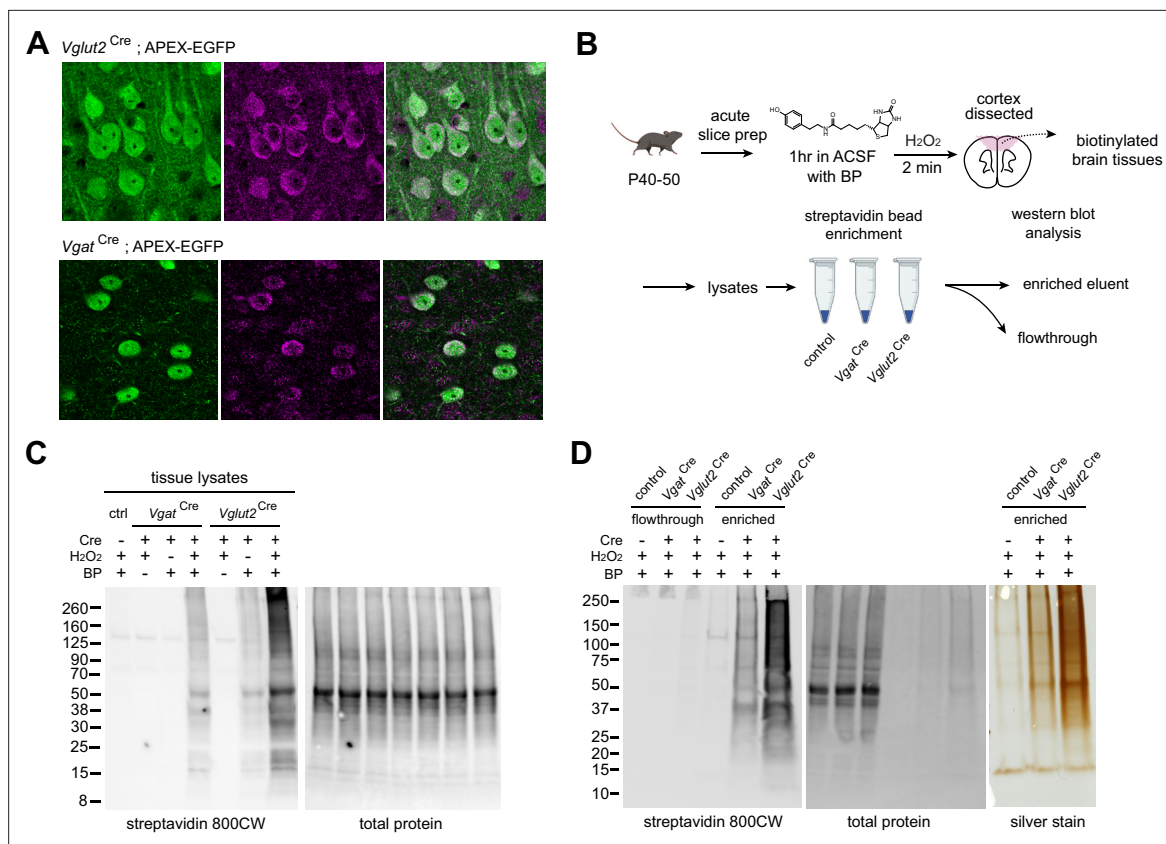 A
Vglut2 Cre ; APEX-EGFP
Vgat Cre ; APEX-EGFP
B
P40-50
acute
slice prep
HO
O
NH
S
O
HN
NH
1hr in ACSF
with BP
H₂O₂
2 min
cortex
dissected
biotinylated
brain tissues
lysates
streptavidin bead
enrichment
control
Vgat Cre
Vglut2 Cre
western blot
analysis
enriched eluent
flowthrough
C
tissue lysates
ctrl Vgat Cre Vglut2 Cre
Cre - + + + + + +
H₂O₂ + + - + + - +
BP + - + + - + +
260
160
125
90
70
50
38
30
25
15
8
streptavidin 800CW
total protein
D
control Vgat Cre Vglut2 Cre control Vgat Cre Vglut2 Cre
flowthrough enriched
Cre - + + - + +
H₂O₂ + + + + + +
BP + + + + + +
250
150
100
75
50
37
25
20
15
10
streptavidin 800CW
total protein
control Vgat Cre Vglut2 Cre
enriched
- + +
+ + +
+ + +
silver stain